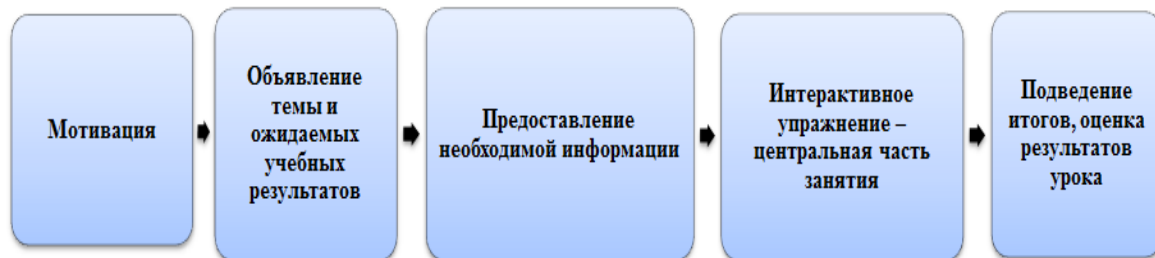 Мотивация
Объявление
темы и
ожидаемых
учебных
результатов
Предоставление
необходимой информации
Интерактивное
упражнение –
центральная часть
занятия
Подведение
итогов, оценка
результатов
урока